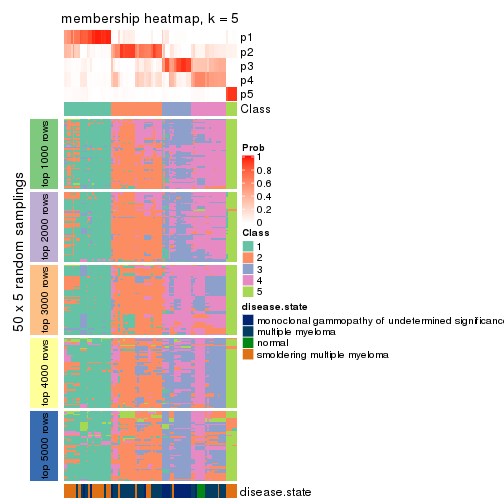 membership heatmap, k = 5
p1
p2
p3
p4
p5
Class
50 x 5 random samplings
top 1000 rows
top 2000 rows
top 3000 rows
top 4000 rows
top 5000 rows
Prob
1
0.8
0.6
0.4
0.2
0
Class
1
2
3
4
5
disease.state
monoclonal gammopathy of undetermined significance
multiple myeloma
normal
smoldering multiple myeloma
disease.state